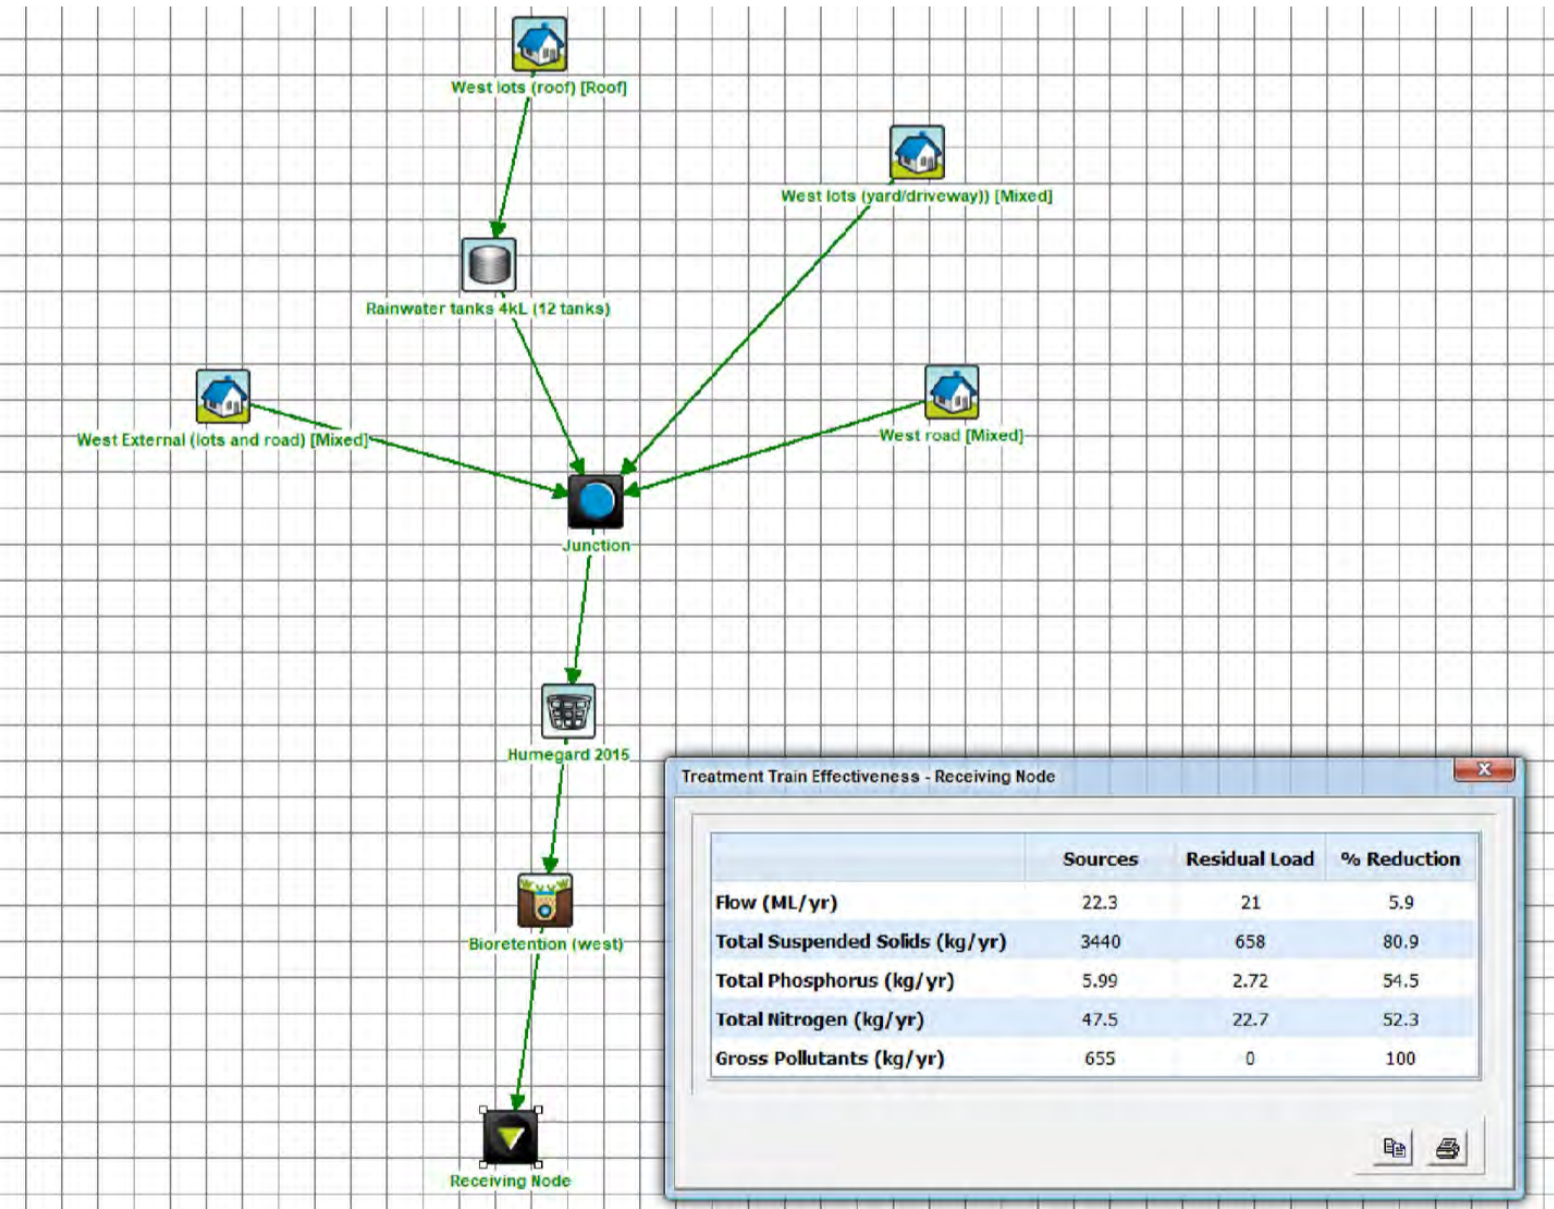 West lots (roof) [Roof]
West lots (yard/driveway)) [Mixed]
Rainwater tanks 4kL (12 tanks)
West External (lots and road) [Mixed]
West road [Mixed]
Junction
Humegard 2015
Treatment Train Effectiveness - Receiving Node
X
Sources Residual Load % Reduction
Flow (ML/yr) 22.3 21 5.9
Total Suspended Solids (kg/yr) 3440 658 80.9
Total Phosphorus (kg/yr) 5.99 2.72 54.5
Total Nitrogen (kg/yr) 47.5 22.7 52.3
Gross Pollutants (kg/yr) 655 0 100
Bioretention (west)
Receiving Node